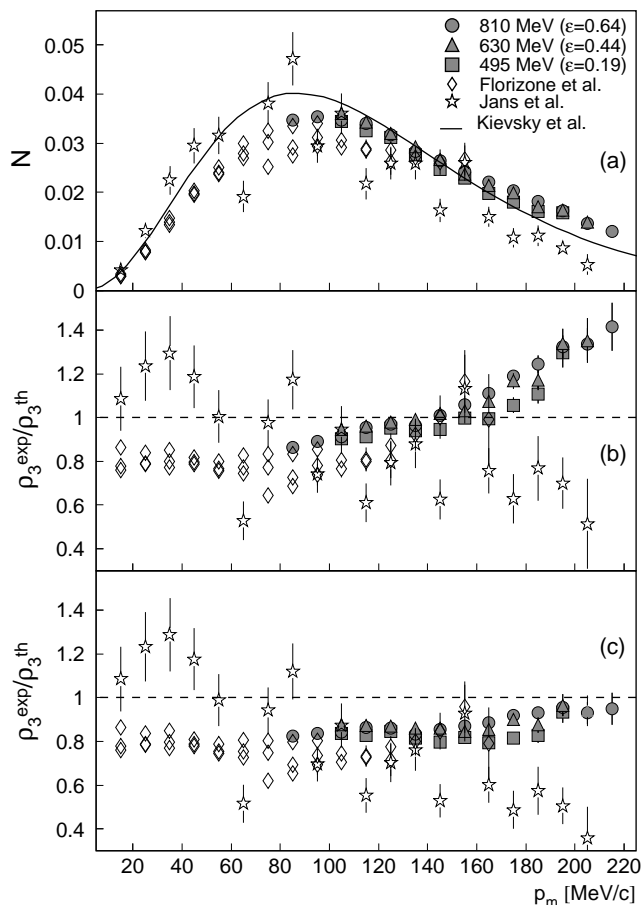 810 MeV (ε=0.64)
630 MeV (ε=0.44)
495 MeV (ε=0.19)
Florizone et al.
Jans et al.
Kievsky et al.
N
0.05
0.04
0.03
0.02
0.01
0
(a)
ρ₃ᵉˣᵖ/ρ₃ᵗʰ
1.4
1.2
1
0.8
0.6
0.4
(b)
ρ₃ᵉˣᵖ/ρ₃ᵗʰ
1.4
1.2
1
0.8
0.6
0.4
(c)
20 40 60 80 100 120 140 160 180 200 220
pₘ [MeV/c]